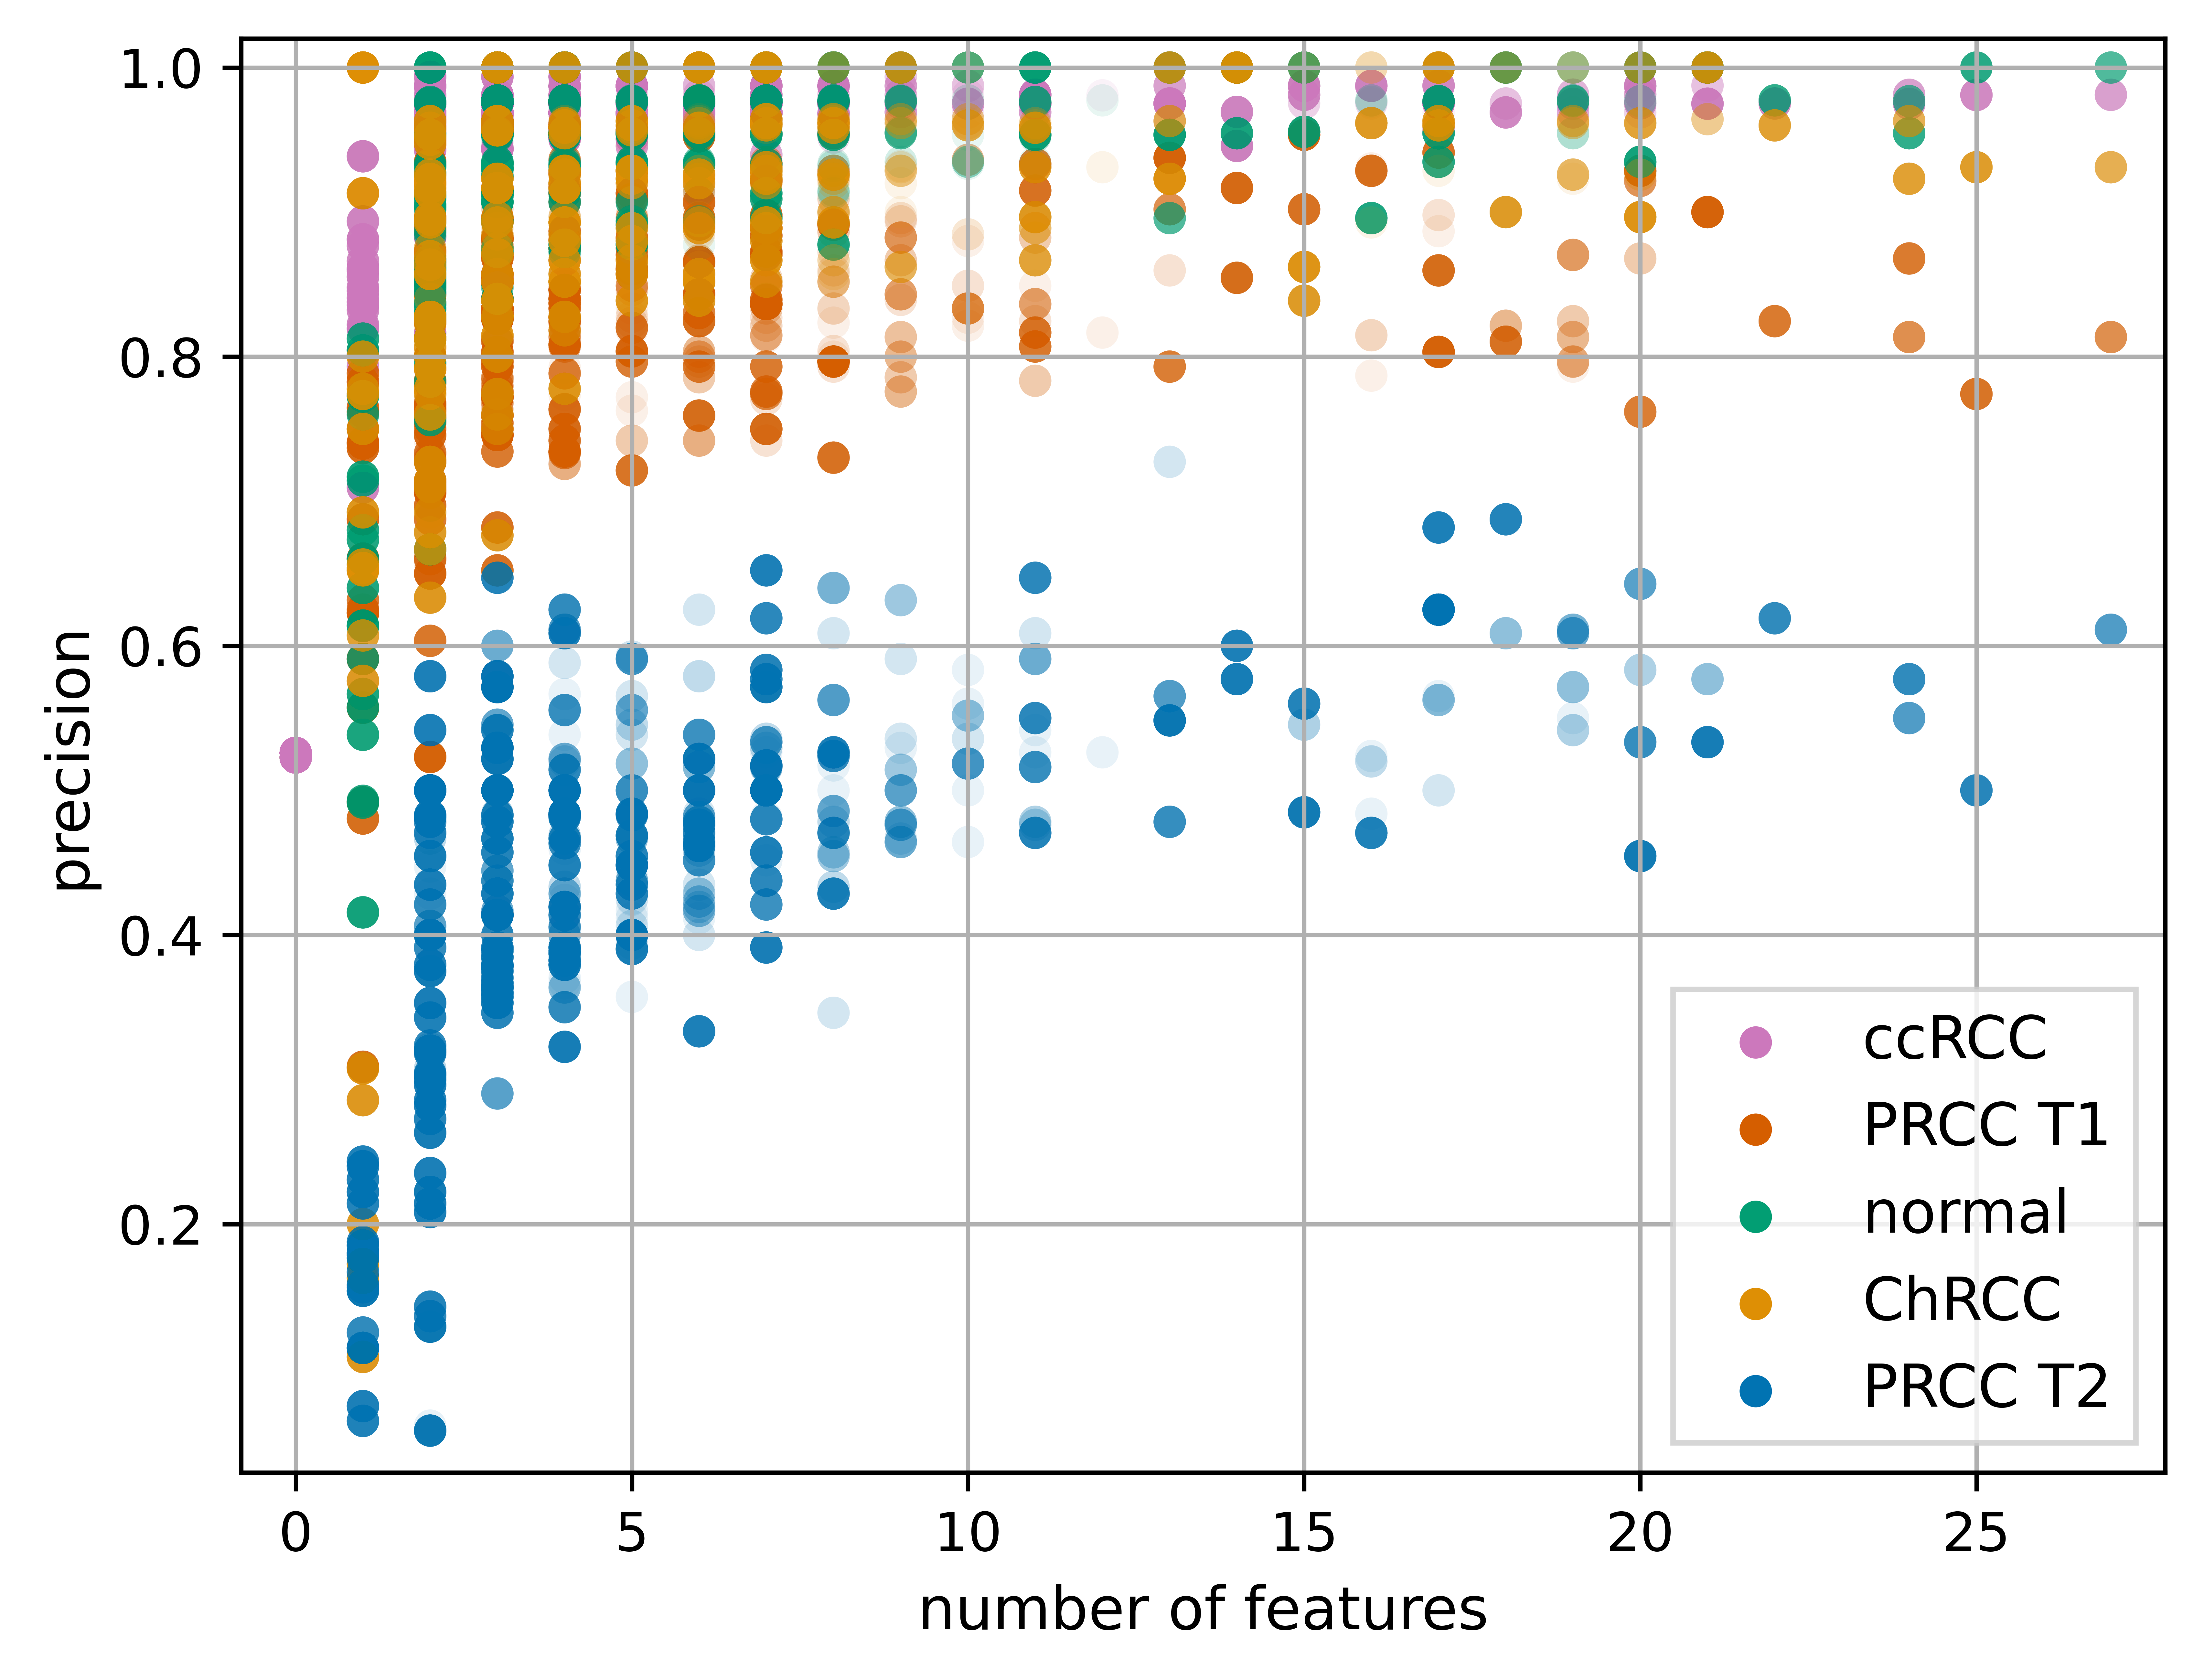 precision
1.0
0.8
0.6
0.4
0.2
0 5 10 15 20 25
number of features
ccRCC
PRCC T1
normal
ChRCC
PRCC T2